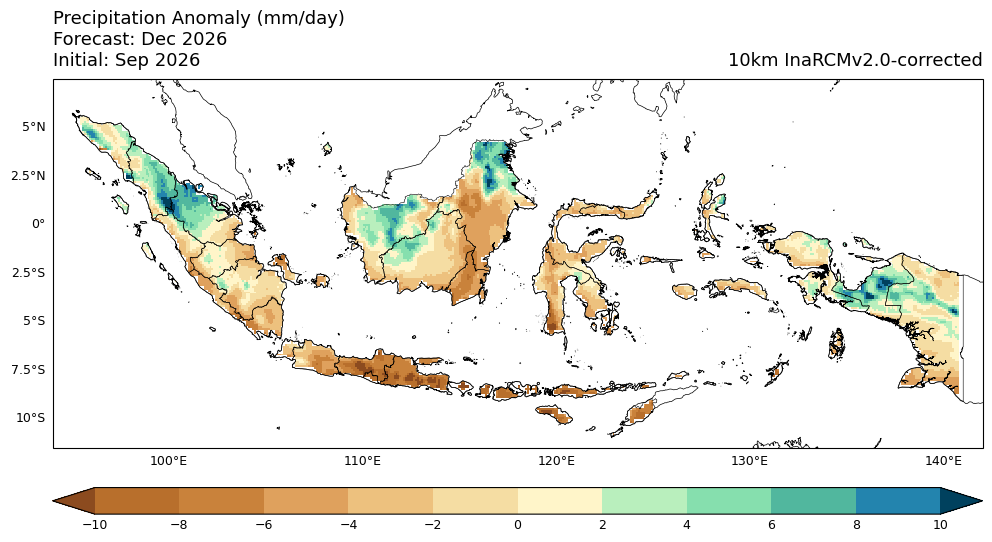 Precipitation Anomaly (mm/day)
Forecast: Dec 2026
Initial: Sep 2026
10km InaRCMv2.0-corrected
5°N
2.5°N
0°
2.5°S
5°S
7.5°S
10°S
100°E 110°E 120°E 130°E 140°E
−10 −8 −6 −4 −2 0 2 4 6 8 10